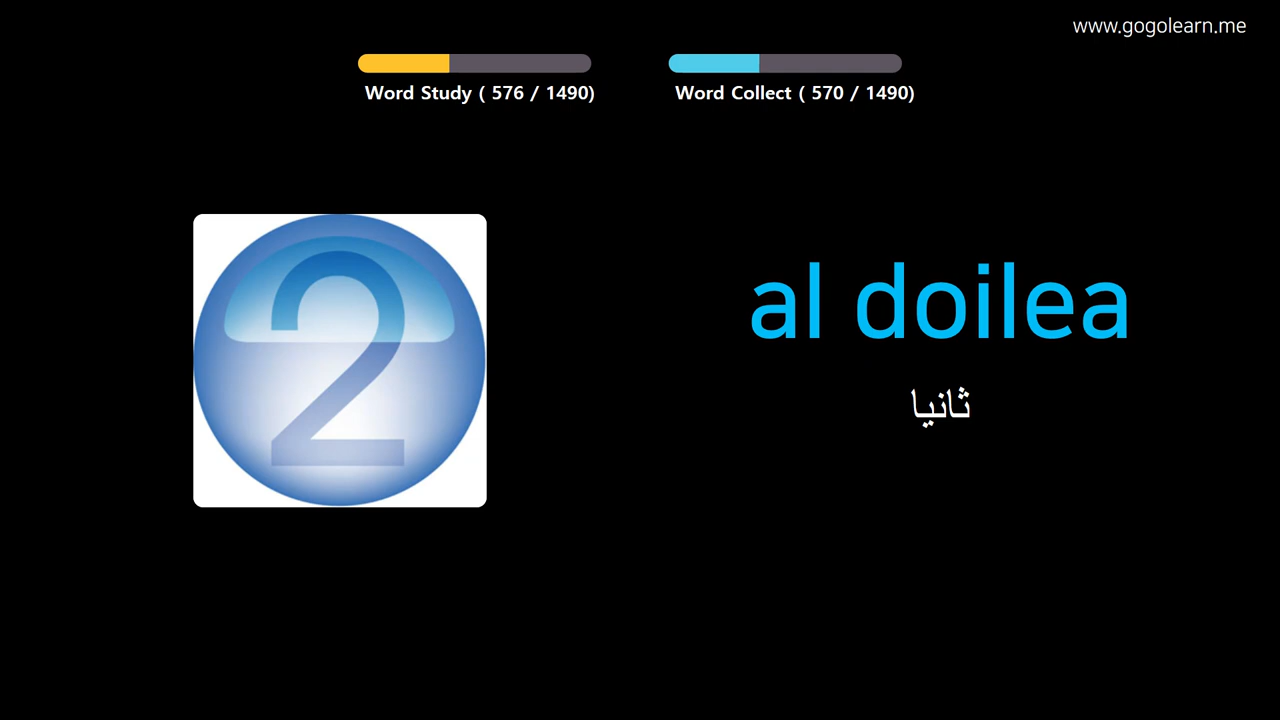 www.gogolearn.me
Word Study ( 576 / 1490)
Word Collect ( 570 / 1490)
2
al doilea
ثانيا